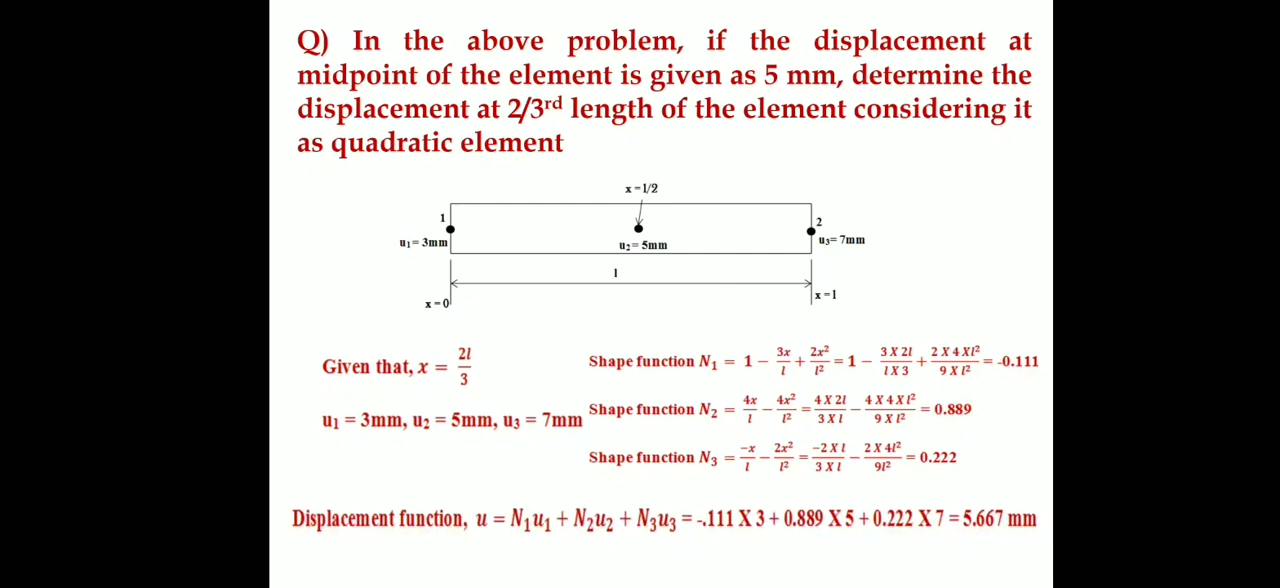 Q) In the above problem, if the displacement at
midpoint of the element is given as 5 mm, determine the
displacement at 2/3rd length of the element considering it
as quadratic element
x = l/2
1
2
u1 = 3mm
u2 = 5mm
u3 = 7mm
l
x = 0
x = l
Given that, x = 2l/3
u1 = 3mm, u2 = 5mm, u3 = 7mm
Shape function N1 = 1 − 3x/l + 2x²/l² = 1 − 3 X 2l/l X 3 + 2 X 4 X l²/9 X l² = -0.111
Shape function N2 = 4x/l − 4x²/l² = 4 X 2l/3 X l − 4 X 4 X l²/9 X l² = 0.889
Shape function N3 = −x/l − 2x²/l² = −2 X l/3 X l − 2 X 4l²/9l² = 0.222
Displacement function, u = N1u1 + N2u2 + N3u3 = -.111 X 3 + 0.889 X 5 + 0.222 X 7 = 5.667 mm